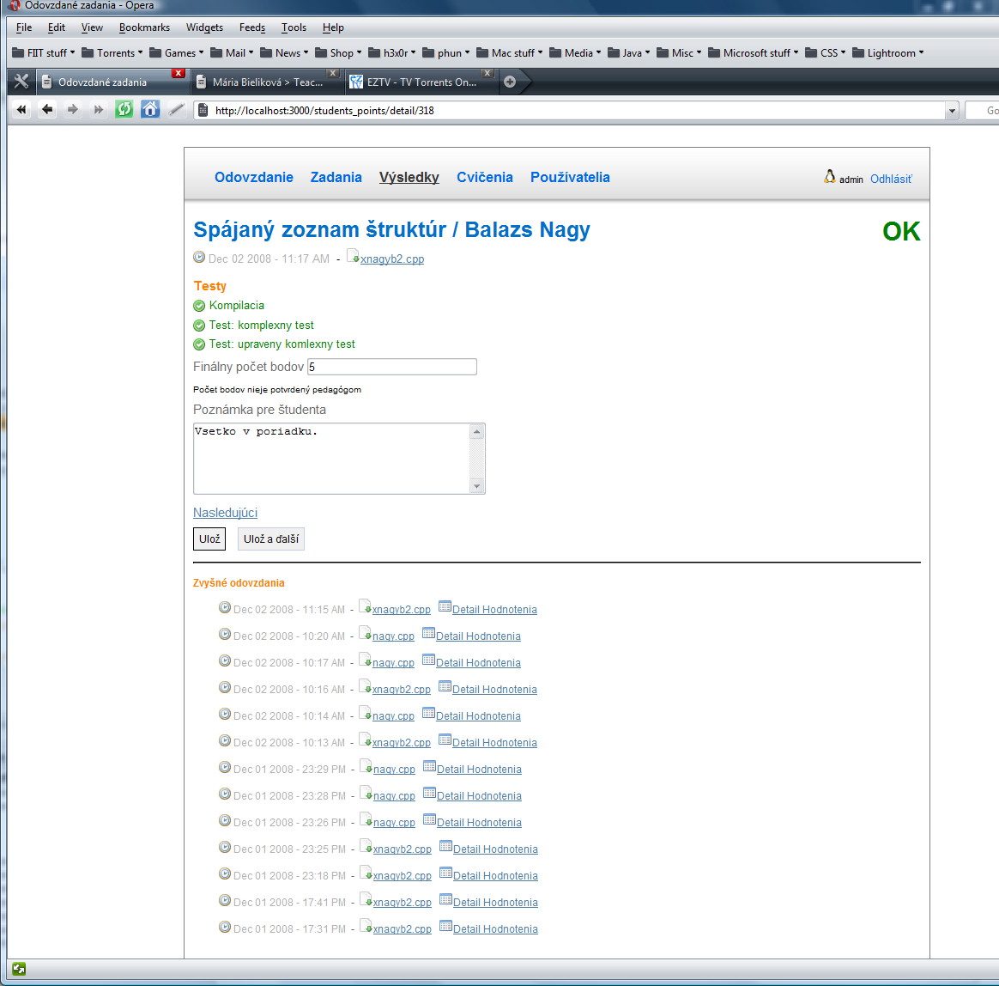 Odovzdané zadania - Opera
File Edit View Bookmarks Widgets Feeds Tools Help
FIIT stuff Torrents Games Mail News Shop h3x0r phun Mac stuff Media Java Misc Microsoft stuff CSS Lightroom
Odovzdané zadania Mária Bieliková > Teac... EZTV - TV Torrents On...
http://localhost:3000/students_points/detail/318 Go
Odovzdanie Zadania Výsledky Cvičenia Používatelia admin Odhlásiť
Spájaný zoznam štruktúr / Balazs Nagy OK
Dec 02 2008 - 11:17 AM - xnagyb2.cpp
Testy
Kompilacia
Test: komplexny test
Test: upraveny komlexny test
Finálny počet bodov 5
Počet bodov nieje potvrdený pedagógom
Poznámka pre študenta
Vsetko v poriadku.
Nasledujúci
Ulož Ulož a ďalší
Zvyšné odovzdania
Dec 02 2008 - 11:15 AM - xnagyb2.cpp Detail Hodnotenia
Dec 02 2008 - 10:20 AM - nagy.cpp Detail Hodnotenia
Dec 02 2008 - 10:17 AM - nagy.cpp Detail Hodnotenia
Dec 02 2008 - 10:16 AM - xnagyb2.cpp Detail Hodnotenia
Dec 02 2008 - 10:14 AM - nagy.cpp Detail Hodnotenia
Dec 02 2008 - 10:13 AM - xnagyb2.cpp Detail Hodnotenia
Dec 01 2008 - 23:29 PM - nagy.cpp Detail Hodnotenia
Dec 01 2008 - 23:28 PM - nagy.cpp Detail Hodnotenia
Dec 01 2008 - 23:26 PM - nagy.cpp Detail Hodnotenia
Dec 01 2008 - 23:25 PM - xnagyb2.cpp Detail Hodnotenia
Dec 01 2008 - 23:18 PM - xnagyb2.cpp Detail Hodnotenia
Dec 01 2008 - 17:41 PM - xnagyb2.cpp Detail Hodnotenia
Dec 01 2008 - 17:31 PM - xnagyb2.cpp Detail Hodnotenia